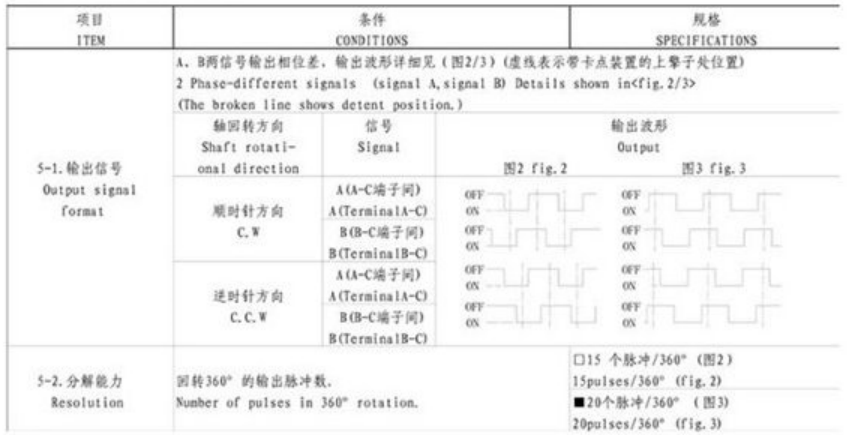 项目 条件 规格
ITEM CONDITIONS SPECIFICATIONS
5-1.输出信号
Output signal
format
A、B两信号输出相位差，输出波形详细见(图2/3)(虚线表示带卡点装置的上擎子处位置)
2 Phase-different signals (signal A,signal B) Details shown in<fig.2/3>
(The broken line shows detent position.)
轴回转方向 信号 输出波形
Shaft rotati- Signal Output
onal direction 图2 fig.2 图3 fig.3
顺时针方向
C.W
A(A-C端子间)
A(TerminalA-C)
OFF
ON
OFF
ON
B(B-C端子间)
B(TerminalB-C)
OFF
ON
OFF
ON
逆时针方向
C.C.W
A(A-C端子间)
A(TerminalA-C)
OFF
ON
OFF
ON
B(B-C端子间)
B(TerminalB-C)
OFF
ON
OFF
ON
5-2.分解能力
Resolution
回转360°的输出脉冲数.
Number of pulses in 360° rotation.
□15 个脉冲/360° (图2)
15pulses/360° (fig.2)
■20个脉冲/360° (图3)
20pulses/360° (fig.3)